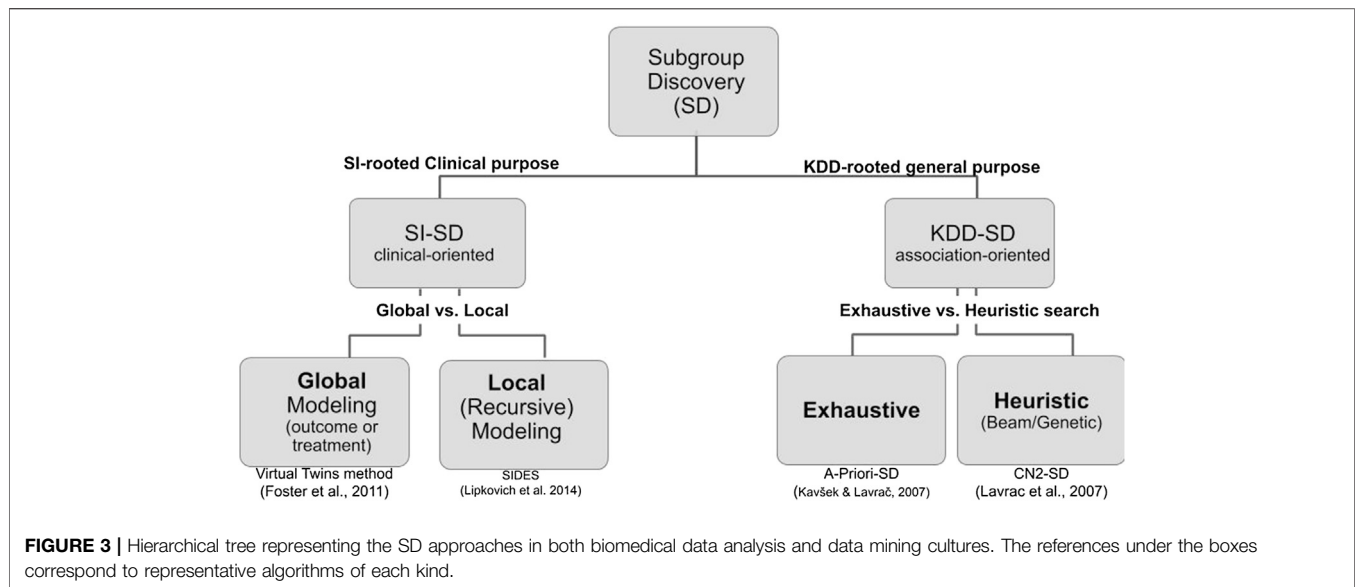 Subgroup
Discovery
(SD)
SI-rooted Clinical purpose
KDD-rooted general purpose
SI-SD
clinical-oriented
KDD-SD
association-oriented
Global vs. Local
Exhaustive vs. Heuristic search
Global
Modeling
(outcome or
treatment)
Virtual Twins method
(Foster et al., 2011)
Local
(Recursive)
Modeling
SIDES
(Lipkovich et al. 2014)
Exhaustive
A-Priori-SD
(Kavšek & Lavrač, 2007)
Heuristic
(Beam/Genetic)
CN2-SD
(Lavrac et al., 2007)
FIGURE 3 | Hierarchical tree representing the SD approaches in both biomedical data analysis and data mining cultures. The references under the boxes
correspond to representative algorithms of each kind.